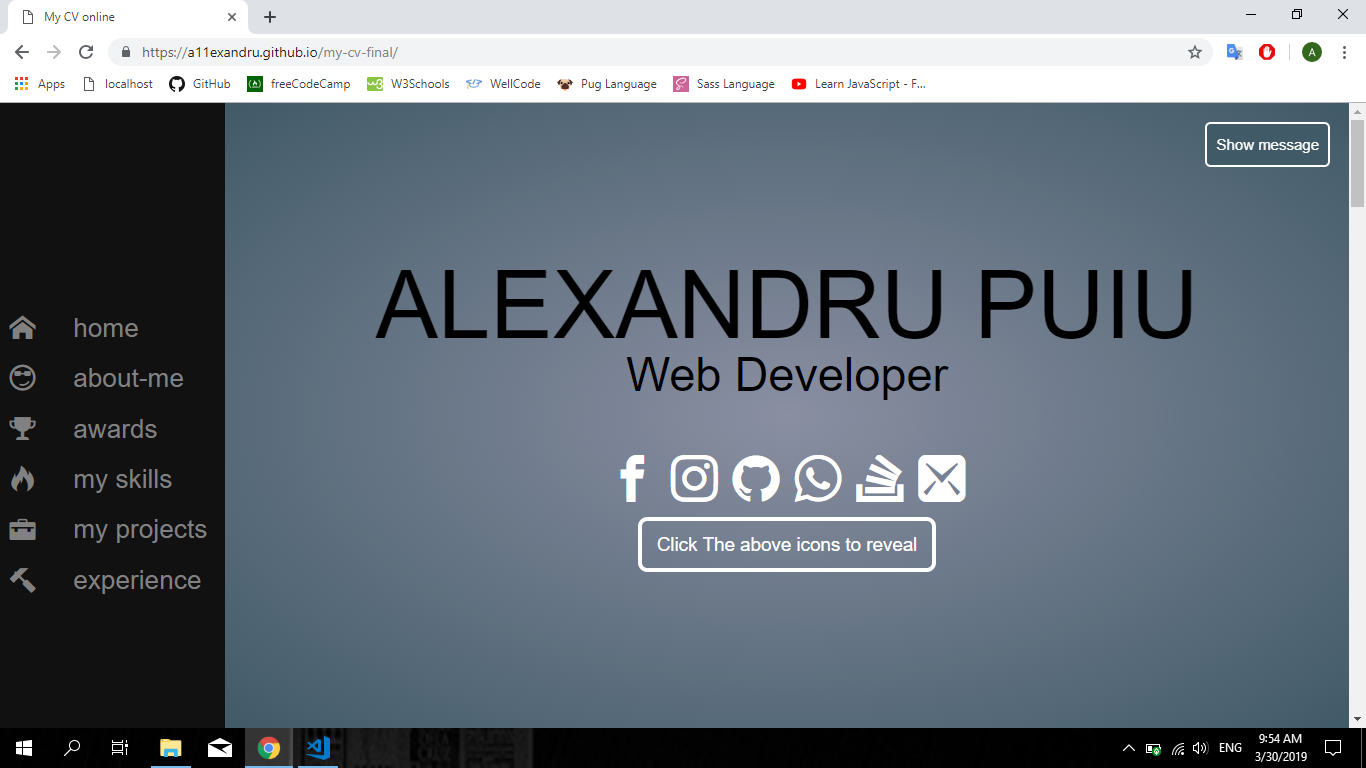 My CV online
https://a11exandru.github.io/my-cv-final/
A
Apps
localhost
GitHub
freeCodeCamp
W3Schools
WellCode
Pug Language
Sass Language
Learn JavaScript - F...
Show message
ALEXANDRU PUIU
Web Developer
Click The above icons to reveal
home
about-me
awards
my skills
my projects
experience
ENG
9:54 AM
3/30/2019